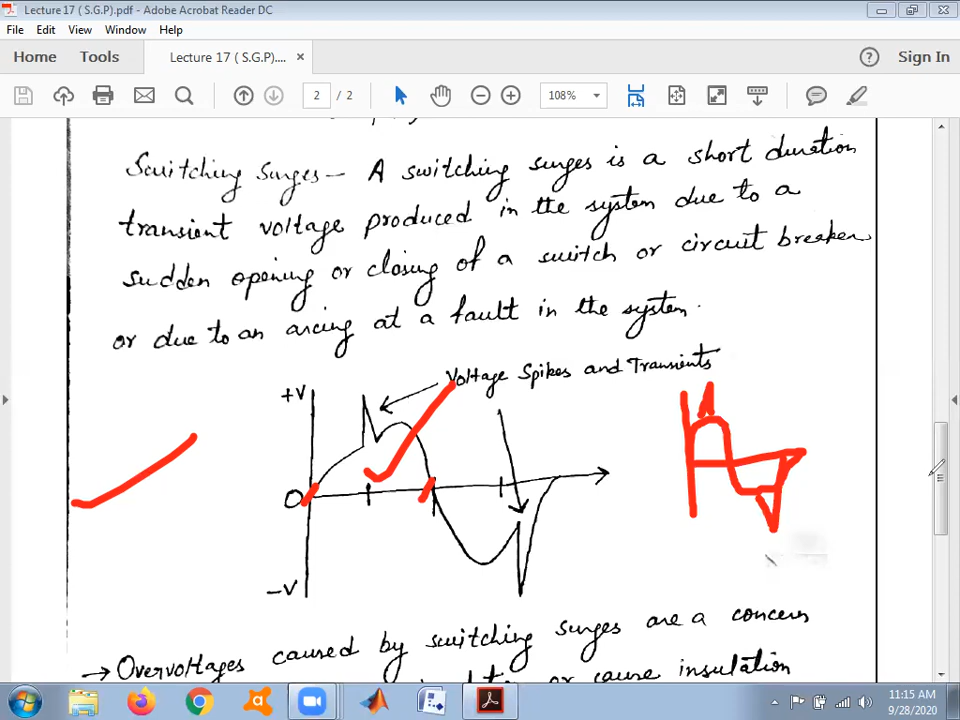 Lecture 17 ( S.G.P).pdf - Adobe Acrobat Reader DC
File Edit View Window Help
Home Tools Lecture 17 ( S.G.P).... × Sign In
2 / 2 108%
Switching Surges - A switching surges is a short duration
transient voltage produced in the system due to a
sudden opening or closing of a switch or circuit breaker
or due to an arcing at a fault in the system.
Voltage Spikes and Transients
+V
O
-V
→ Overvoltages caused by switching surges are a concern
or cause insulation
11:15 AM
9/28/2020